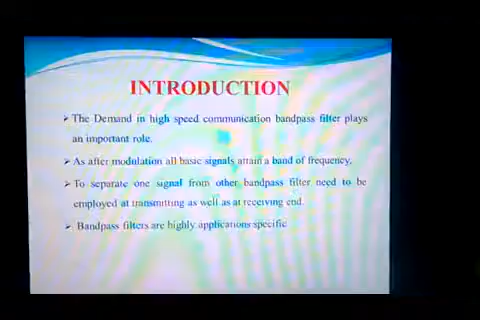 INTRODUCTION
➢ The Demand in high speed communication bandpass filter plays
an important role.
➢ As after modulation all basic signals attain a band of frequency.
➢ To separate one signal from other bandpass filter need to be
employed at transmitting as well as at receiving end.
➢ Bandpass filters are highly applications specific